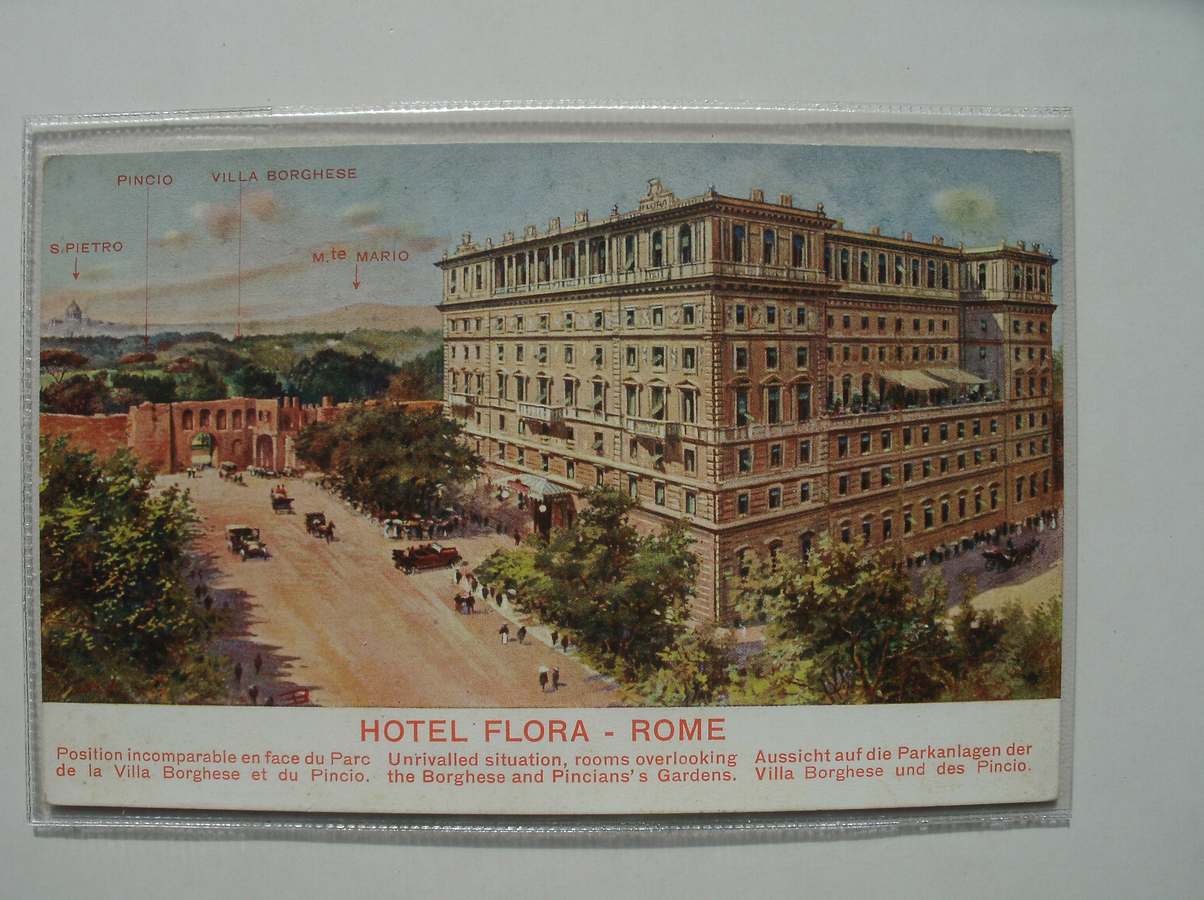 PINCIO
VILLA BORGHESE
S.PIETRO
M.te MARIO
FLORA
HOTEL FLORA - ROME
Position incomparable en face du Parc
de la Villa Borghese et du Pincio.
Unrivalled situation, rooms overlooking
the Borghese and Pincians's Gardens.
Aussicht auf die Parkanlagen der
Villa Borghese und des Pincio.